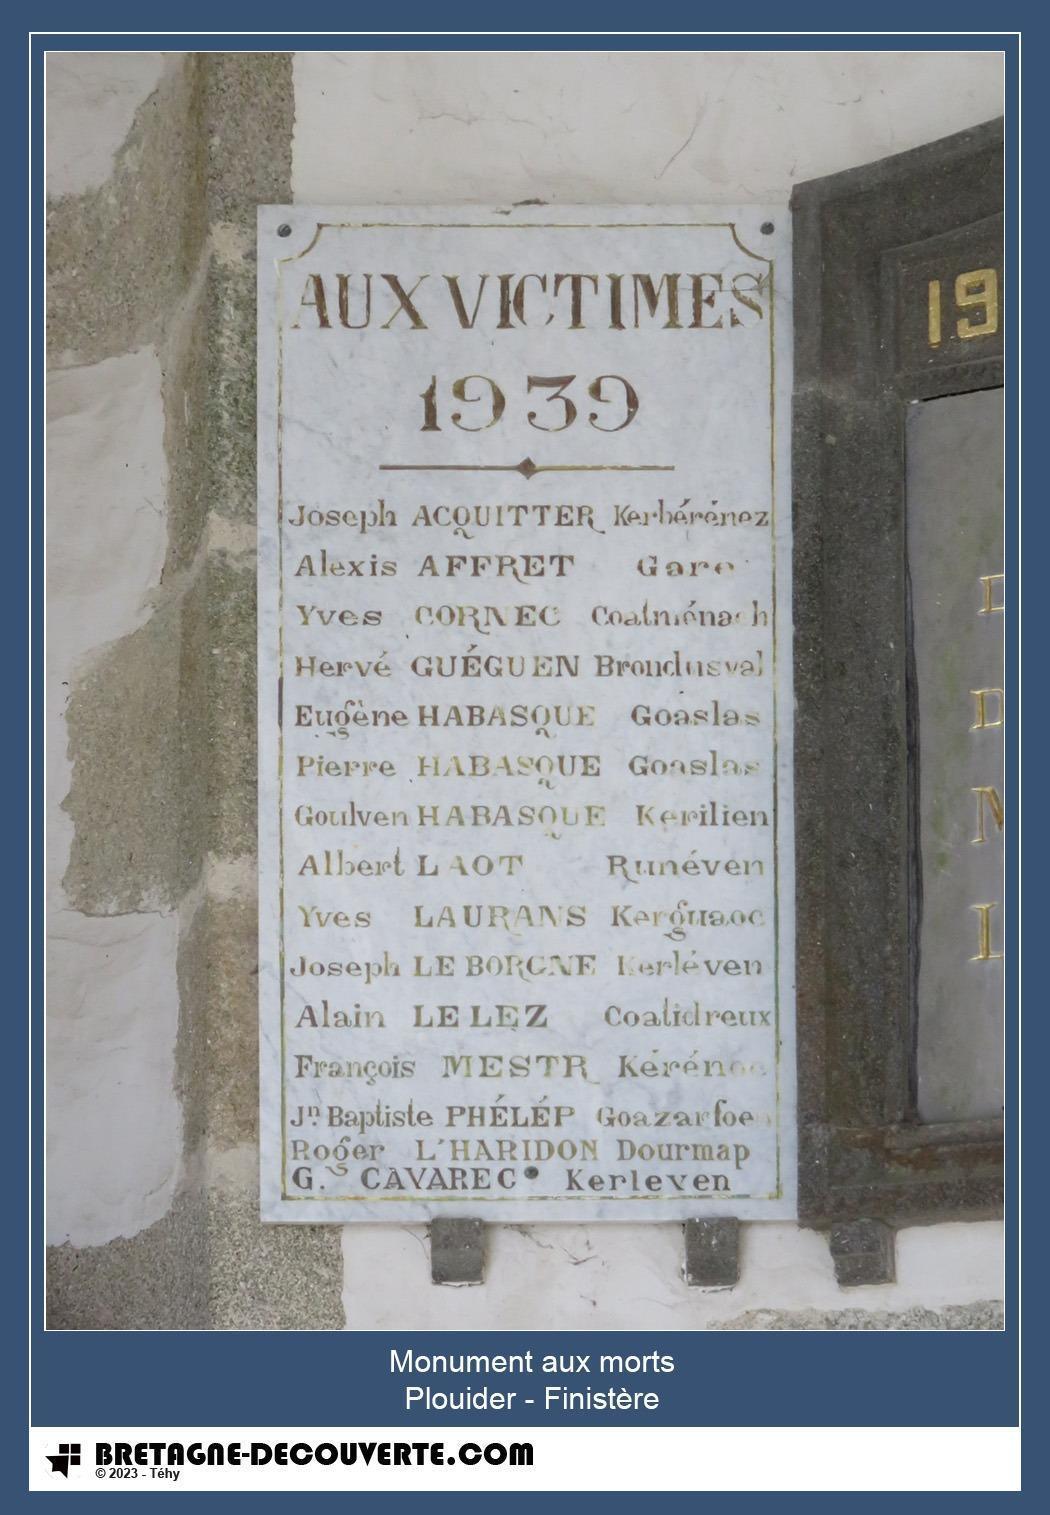 AUX VICTIMES
1939
Joseph ACQUITTER Kerbérénez
Alexis AFFRET Gare
Yves CORNEC Coatménach
Hervé GUÉGUEN Brondusval
Eugène HABASQUE Goaslas
Pierre HABASQUE Goaslas
Goulven HABASQUE Kerilien
Albert LAOT Runéven
Yves LAURANS Kerguaoc
Joseph LE BORGNE Kerléven
Alain LE LEZ Coatidreux
François MESTR Kérénoc
Jn Baptiste PHÉLÉP Goazarfoen
Roger L'HARIDON Dourmap
G.s CAVAREC Kerleven
19
D
D
M
L
Monument aux morts
Plouider - Finistère
BRETAGNE-DECOUVERTE.COM
© 2023 - Téhy